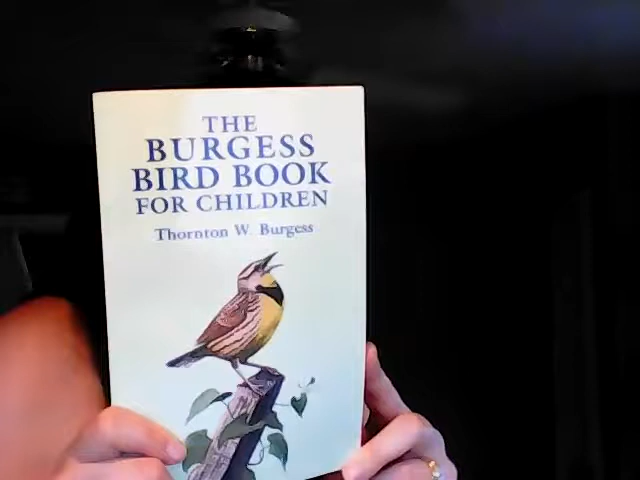 THE
BURGESS
BIRD BOOK
FOR CHILDREN
Thornton W. Burgess